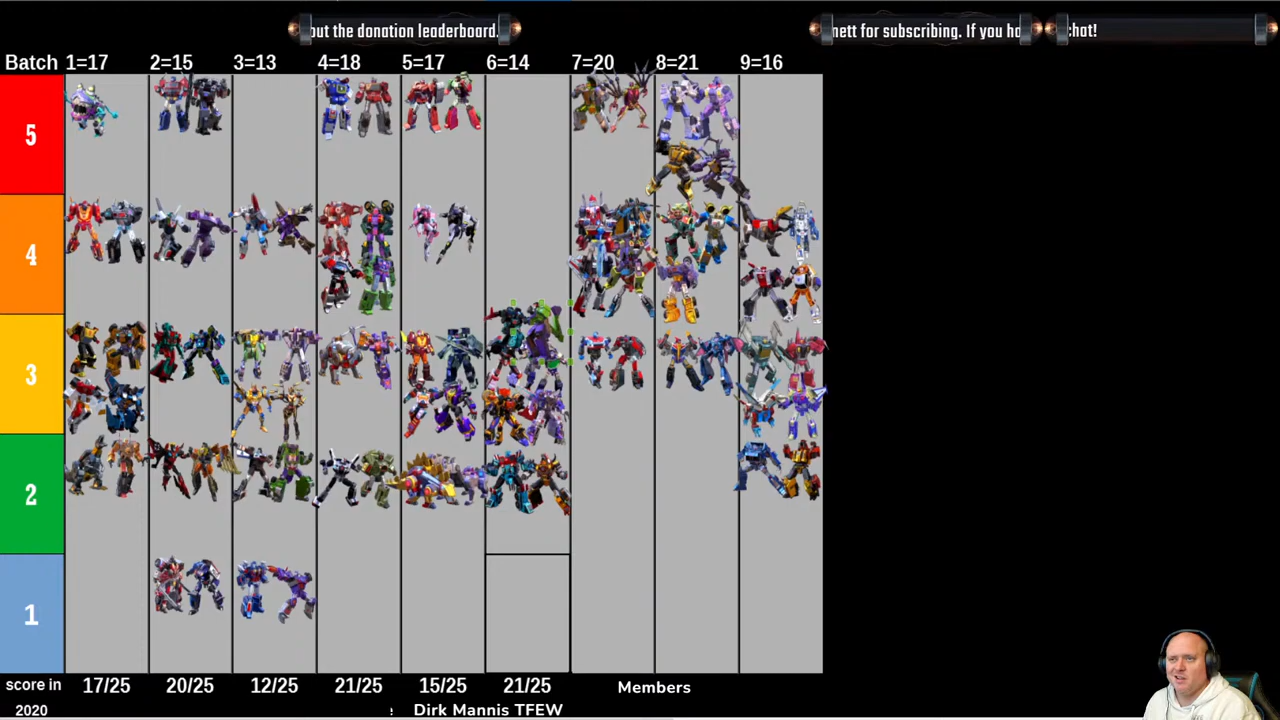 out the donation leaderboard.
nett for subscribing. If you ha
chat!
Batch 1=17 2=15 3=13 4=18 5=17 6=14 7=20 8=21 9=16
5
4
3
2
1
score in 17/25 20/25 12/25 21/25 15/25 21/25 Members
2020 Dirk Mannis TFEW